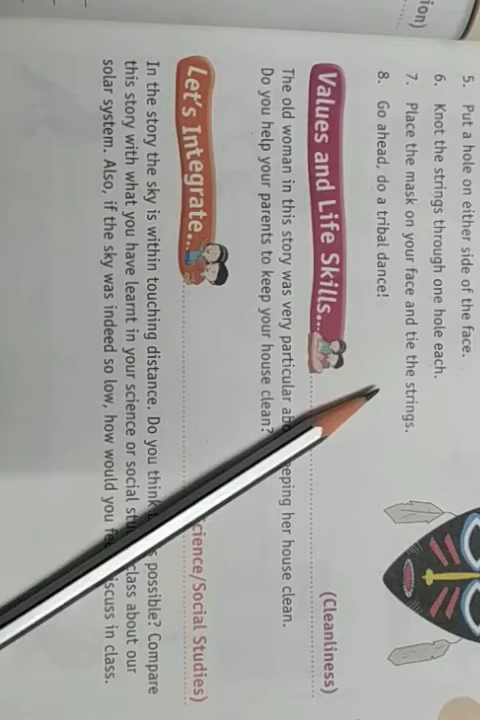 ion)
5. Put a hole on either side of the face.
6. Knot the strings through one hole each.
7. Place the mask on your face and tie the strings.
8. Go ahead, do a tribal dance!
Values and Life Skills...
(Cleanliness)
The old woman in this story was very particular eeping her house clean.
Do you help your parents to keep your house clean?
Let's Integrate...
cience/Social Studies)
In the story the sky is within touching distance. Do you think s possible? Compare
this story with what you have learnt in your science or social class about our
solar system. Also, if the sky was indeed so low, how would you iscuss in class.